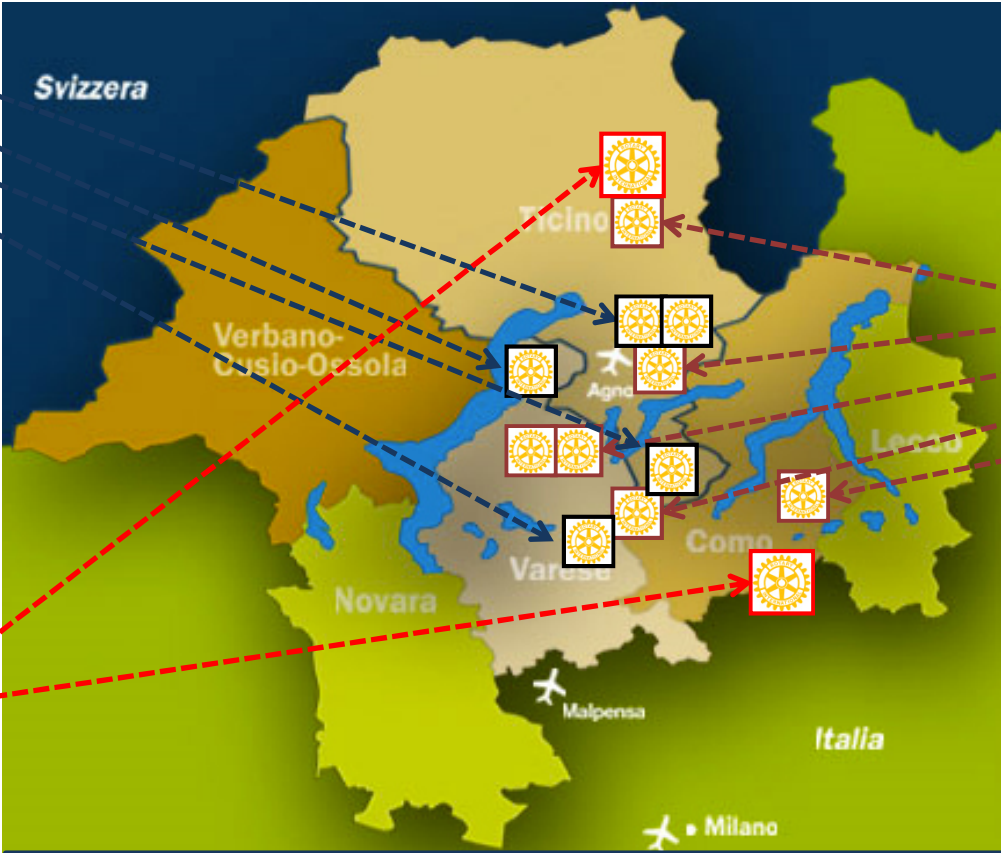 Svizzera
Ticino
Verbano-
Cusio-Ossola
Agno
Lecco
Como
Varese
Novara
Malpensa
Italia
Milano